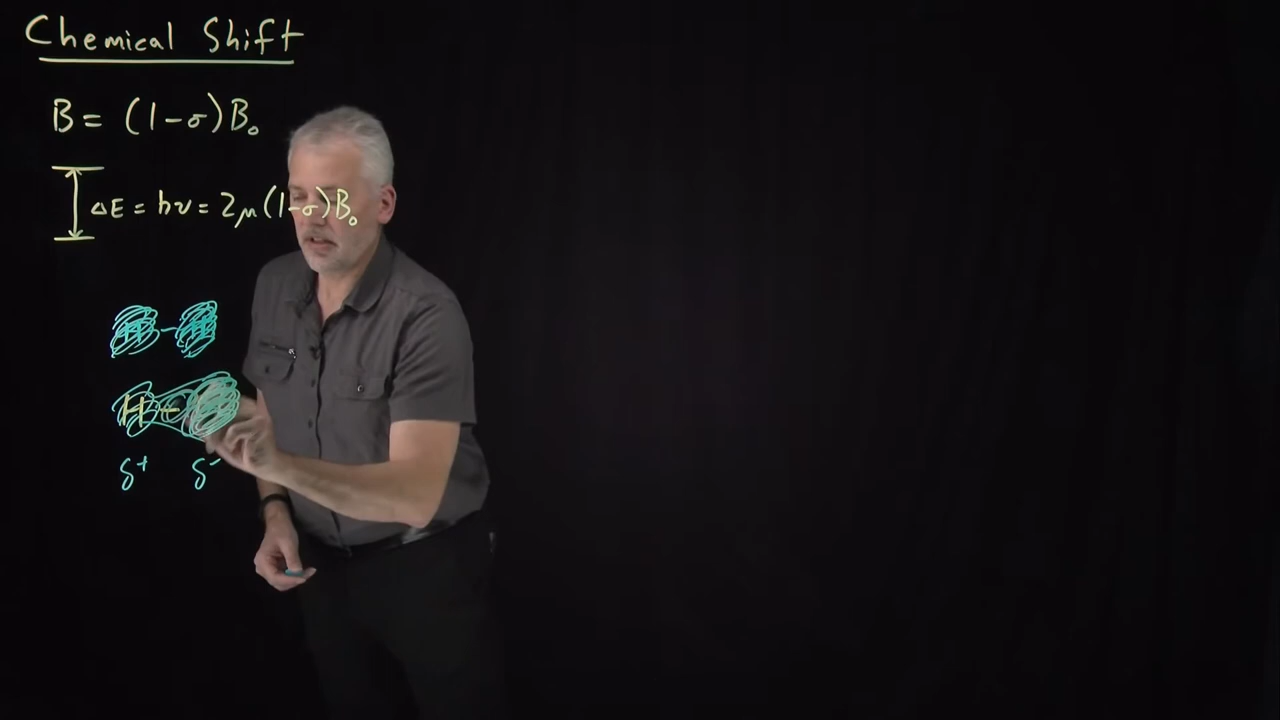 Chemical Shift
B = (1-σ)B₀
ΔE = hν = 2μ(1-σ)B₀
H - H
H -
δ⁺ δ⁻